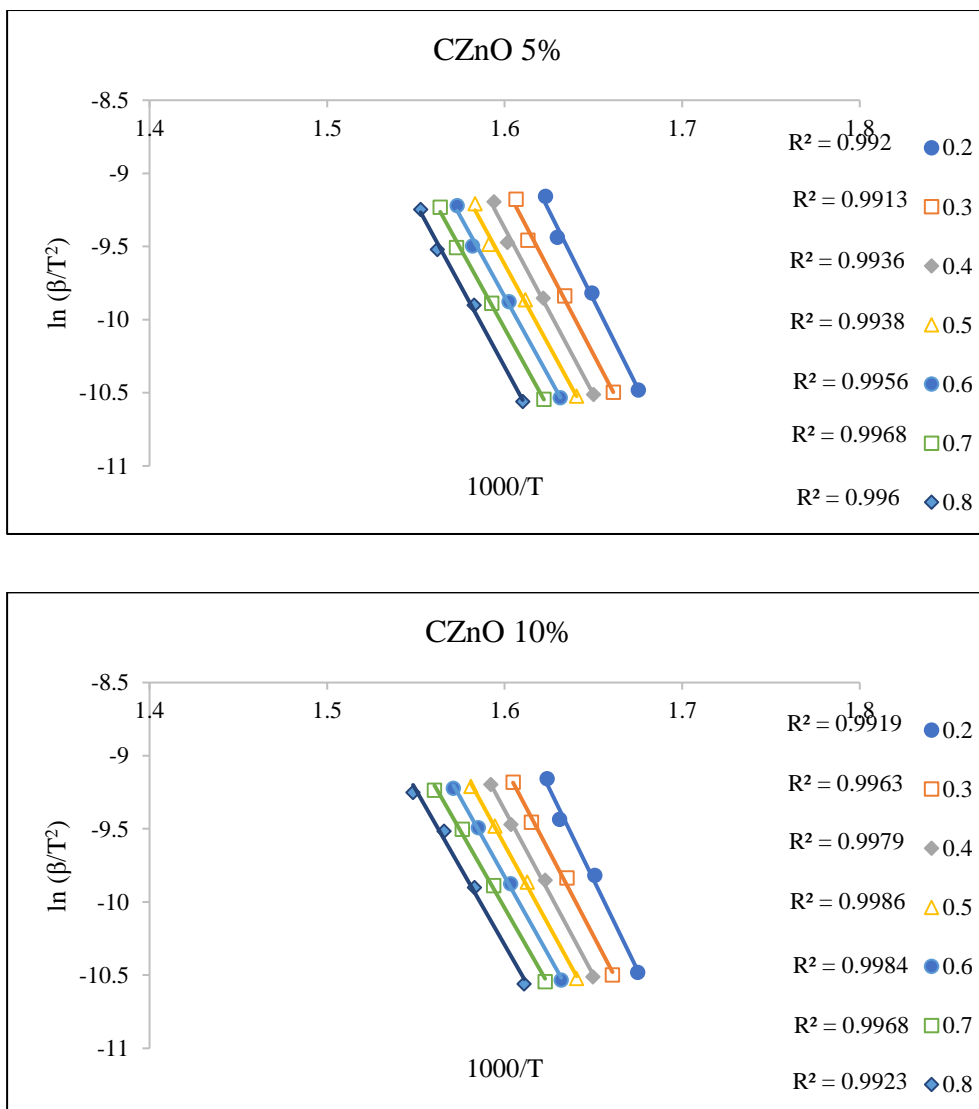 CZnO 5%
-8.5
1.4 1.5 1.6 1.7 1.8
R² = 0.992 0.2
-9
R² = 0.9913 0.3
-9.5
R² = 0.9936 0.4
ln (β/T²)
-10
R² = 0.9938 0.5
R² = 0.9956 0.6
-10.5
R² = 0.9968 0.7
-11
1000/T
R² = 0.996 0.8
CZnO 10%
-8.5
1.4 1.5 1.6 1.7 1.8
R² = 0.9919 0.2
-9
R² = 0.9963 0.3
-9.5
R² = 0.9979 0.4
ln (β/T²)
-10
R² = 0.9986 0.5
R² = 0.9984 0.6
-10.5
R² = 0.9968 0.7
-11
1000/T
R² = 0.9923 0.8